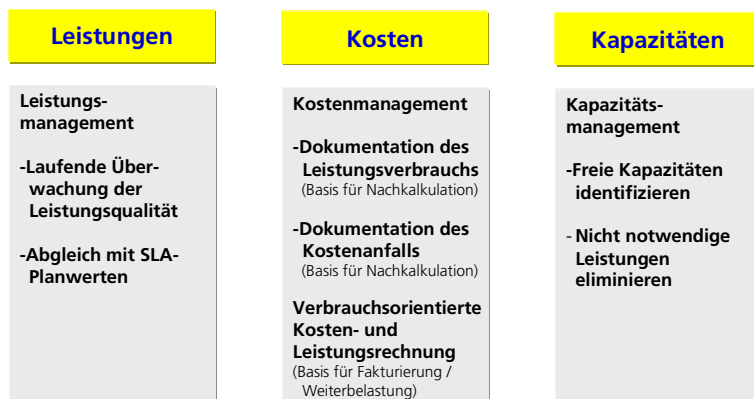 Leistungen
Leistungs-
management
-Laufende Über-
wachung der
Leistungsqualität
-Abgleich mit SLA-
Planwerten
Kosten
Kostenmanagement
-Dokumentation des
Leistungsverbrauchs
(Basis für Nachkalkulation)
-Dokumentation des
Kostenanfalls
(Basis für Nachkalkulation)
Verbrauchsorientierte
Kosten- und
Leistungsrechnung
(Basis für Fakturierung /
Weiterbelastung)
Kapazitäten
Kapazitäts-
management
-Freie Kapazitäten
identifizieren
- Nicht notwendige
Leistungen
eliminieren